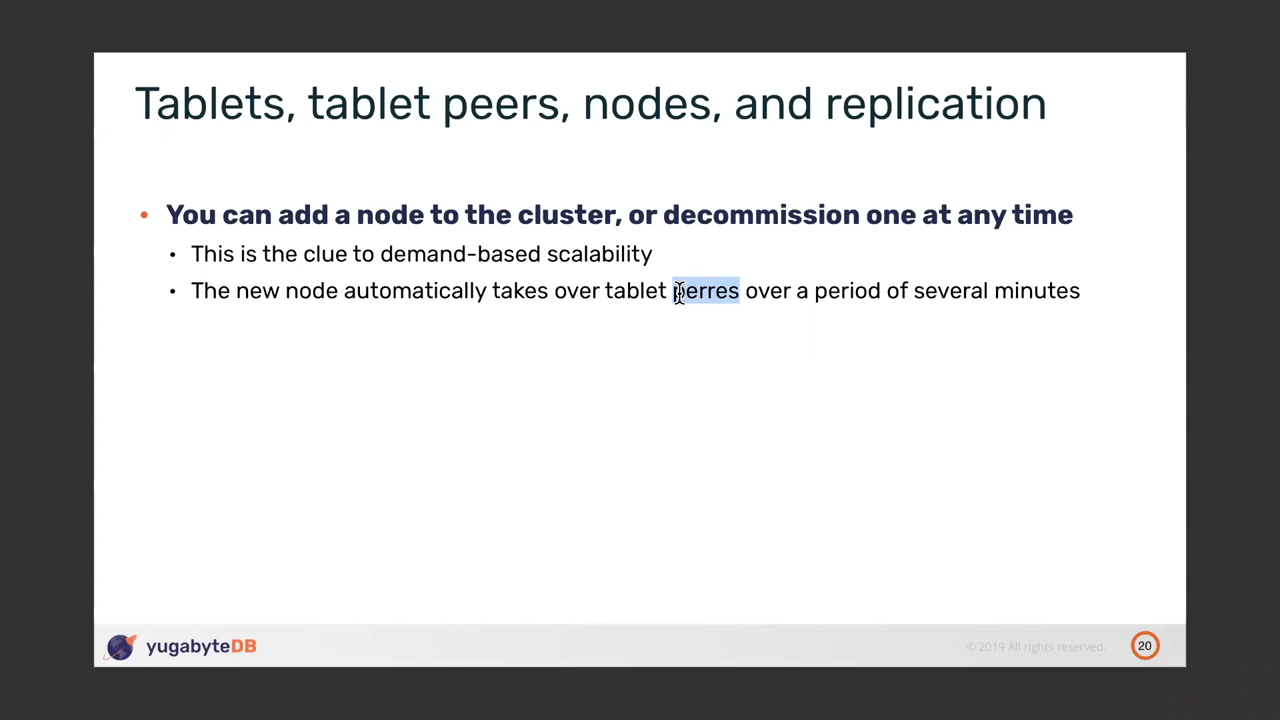 Tablets, tablet peers, nodes, and replication
• You can add a node to the cluster, or decommission one at any time
• This is the clue to demand-based scalability
• The new node automatically takes over tablet perres over a period of several minutes
yugabyteDB
© 2019 All rights reserved.
20